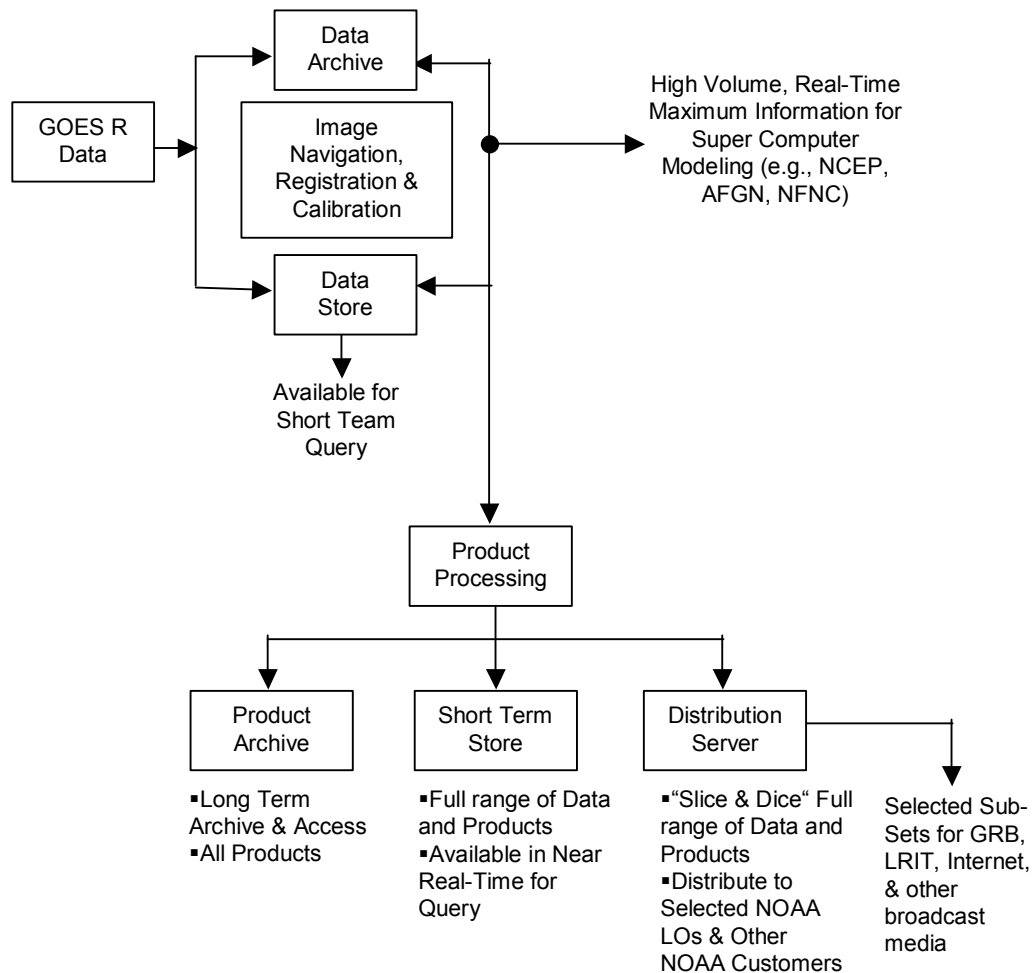 Data
Archive
GOES R
Data
Image
Navigation,
Registration &
Calibration
High Volume, Real-Time
Maximum Information for
Super Computer
Modeling (e.g., NCEP,
AFGN, NFNC)
Data
Store
Available for
Short Team
Query
Product
Processing
Product
Archive
▪Long Term
Archive & Access
▪All Products
Short Term
Store
▪Full range of Data
and Products
▪Available in Near
Real-Time for
Query
Distribution
Server
▪“Slice & Dice“ Full
range of Data and
Products
▪Distribute to
Selected NOAA
LOs & Other
NOAA Customers
Selected Sub-
Sets for GRB,
LRIT, Internet,
& other
broadcast
media